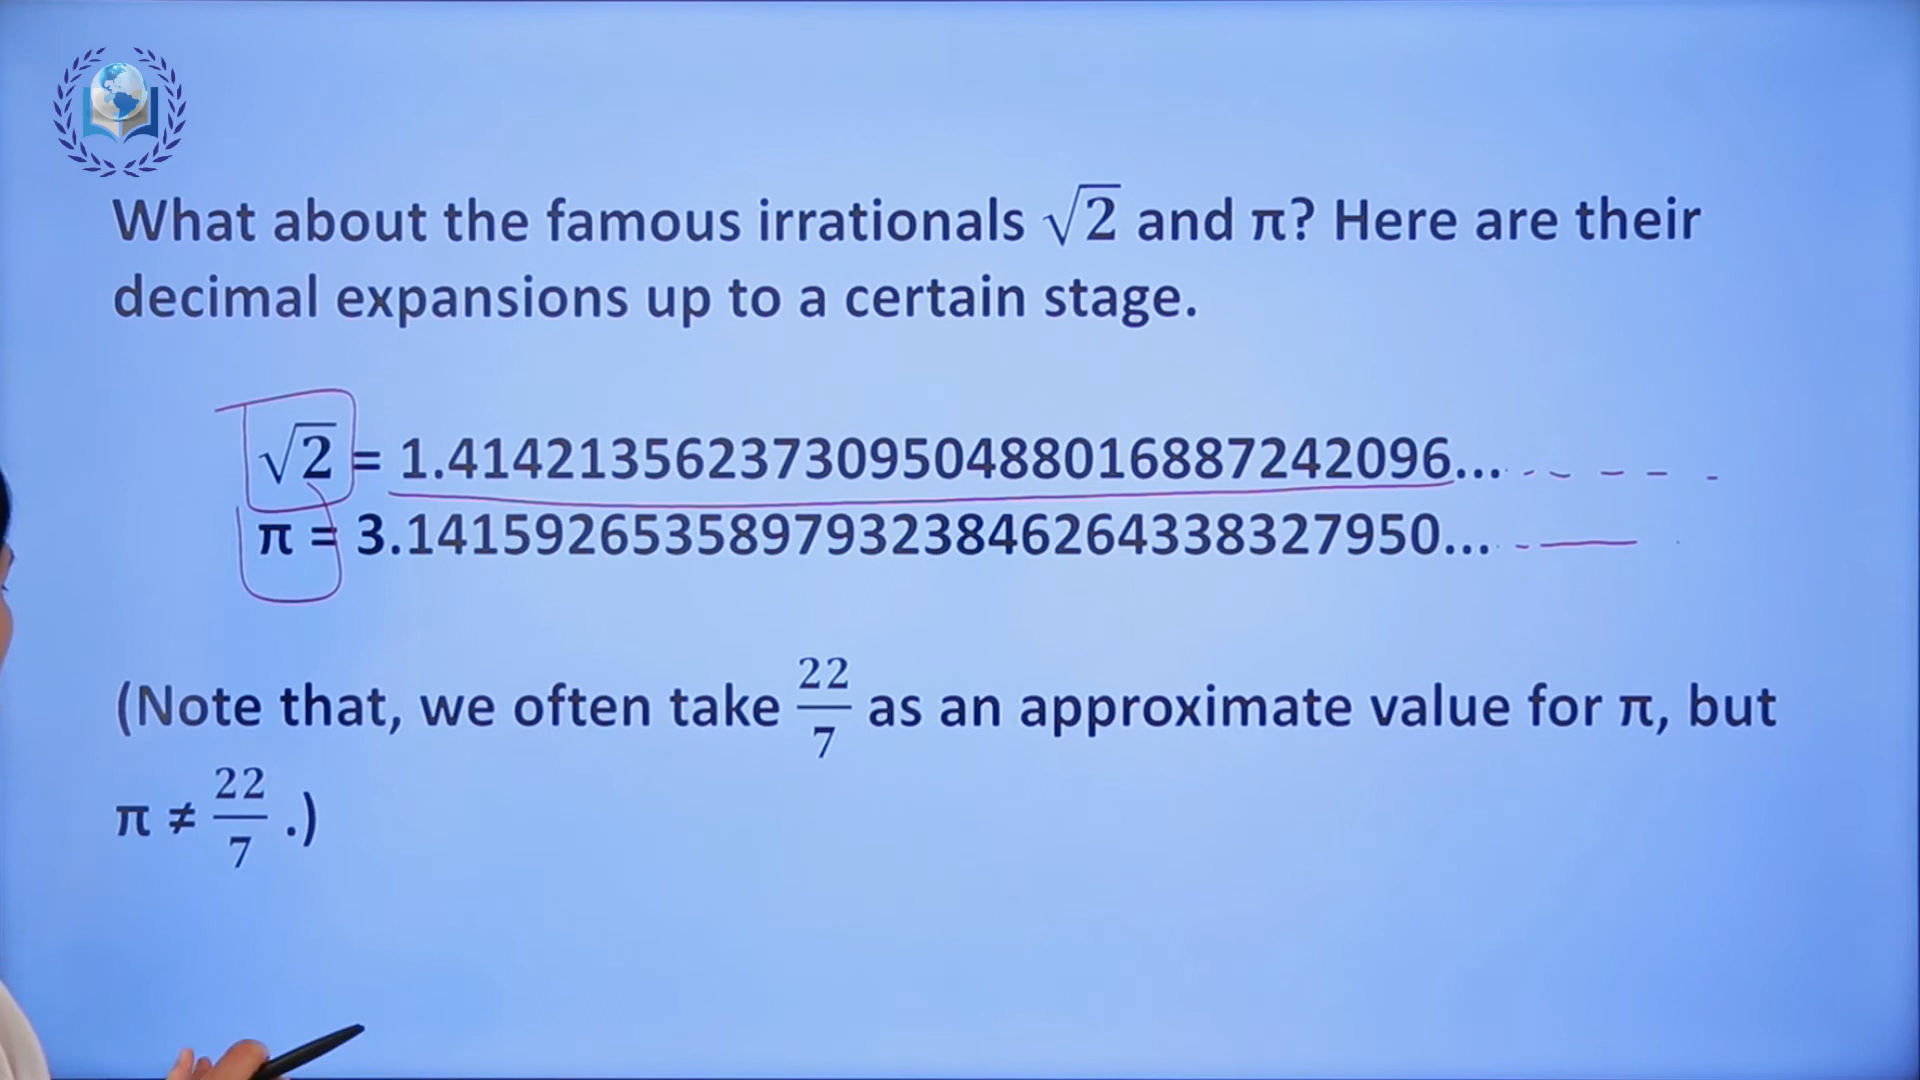 What about the famous irrationals √2 and π? Here are their
decimal expansions up to a certain stage.
√2 = 1.4142135623730950488016887242096...
π = 3.14159265358979323846264338327950...
(Note that, we often take 22/7 as an approximate value for π, but
π ≠ 22/7 .)